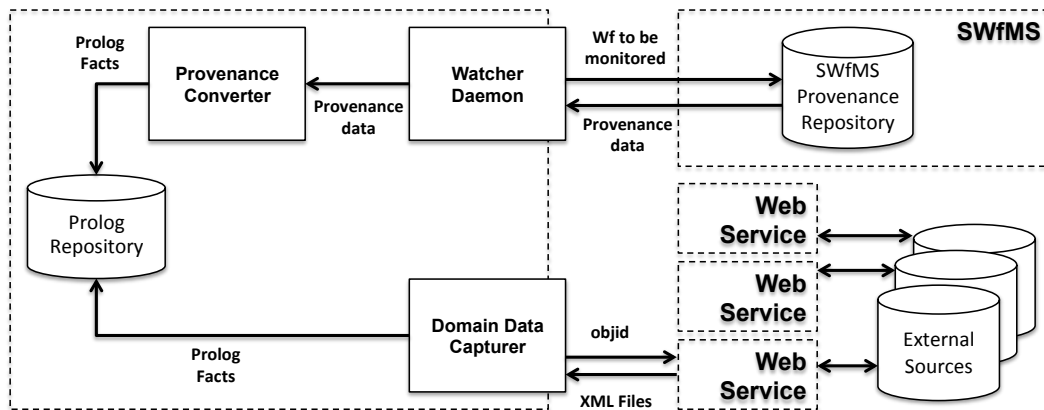 SWfMS
Prolog
Facts
Provenance
Converter
Provenance
data
Watcher
Daemon
Wf to be
monitored
Provenance
data
SWfMS
Provenance
Repository
Prolog
Repository
Web
Service
Web
Service
Web
Service
External
Sources
Domain Data
Capturer
objid
XML Files
Prolog
Facts